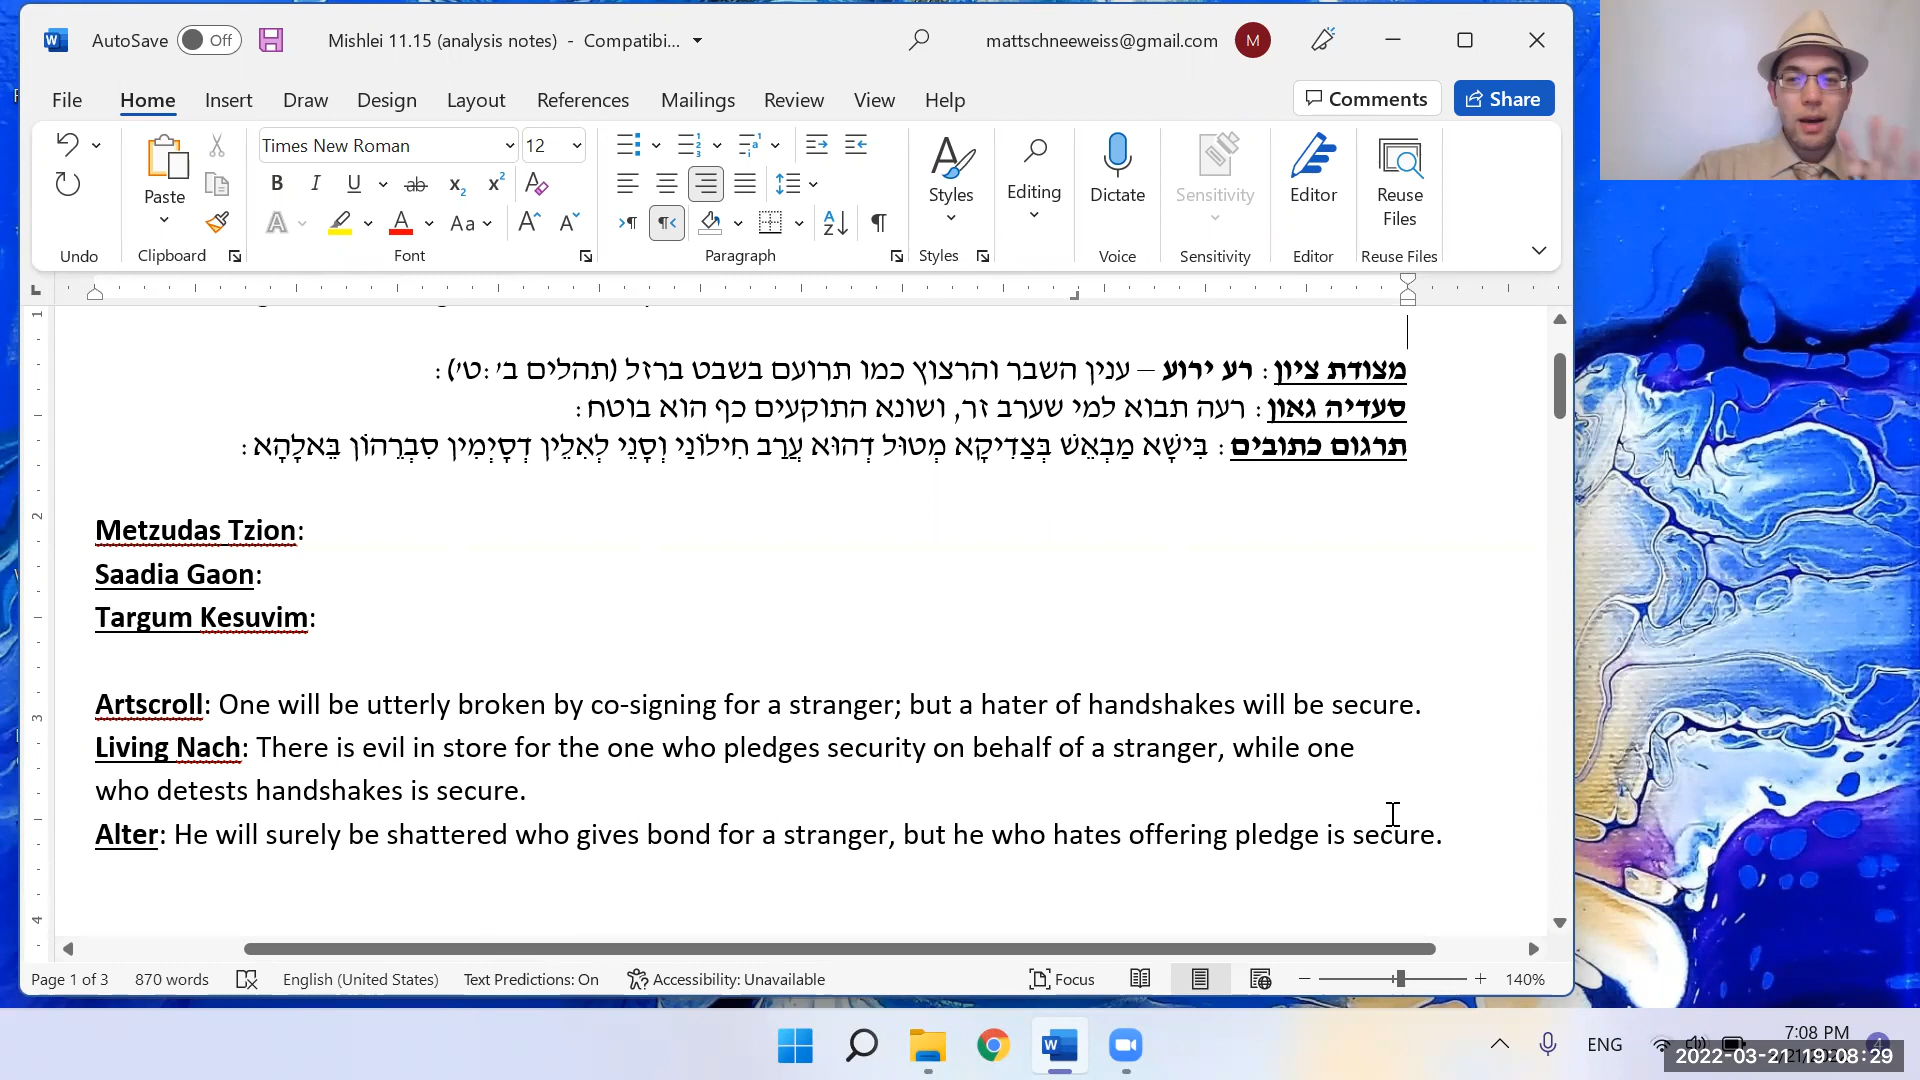 AutoSave Off Mishlei 11.15 (analysis notes) - Compatibi... mattschneeweiss@gmail.com M
File Home Insert Draw Design Layout References Mailings Review View Help Comments Share
Times New Roman 12
Paste Styles Editing Dictate Sensitivity Editor Reuse Files
Undo Clipboard Font Paragraph Styles Voice Sensitivity Editor Reuse Files
מצודת ציון: רע ירוע – ענין השבר והרצוץ כמו תרועם בשבט ברזל (תהלים ב':ט'):
סעדיה גאון: רעה תבוא למי שערב זר, ושונא התוקעים כף הוא בוטח:
תרגום כתובים: בִּישָׁא מַבְאֵשׁ בְּצַדִיקָא מְטוּל דְהוּא עֲרַב חִילוֹנַי וְסָנֵי לְאִלֵין דְסָיְמִין סִבְרֵהוֹן בֵּאלָהָא:
Metzudas Tzion:
Saadia Gaon:
Targum Kesuvim:
Artscroll: One will be utterly broken by co-signing for a stranger; but a hater of handshakes will be secure.
Living Nach: There is evil in store for the one who pledges security on behalf of a stranger, while one
who detests handshakes is secure.
Alter: He will surely be shattered who gives bond for a stranger, but he who hates offering pledge is secure.
Page 1 of 3 870 words English (United States) Text Predictions: On Accessibility: Unavailable Focus 140%
ENG 7:08 PM
2022-03-21 19:08:29